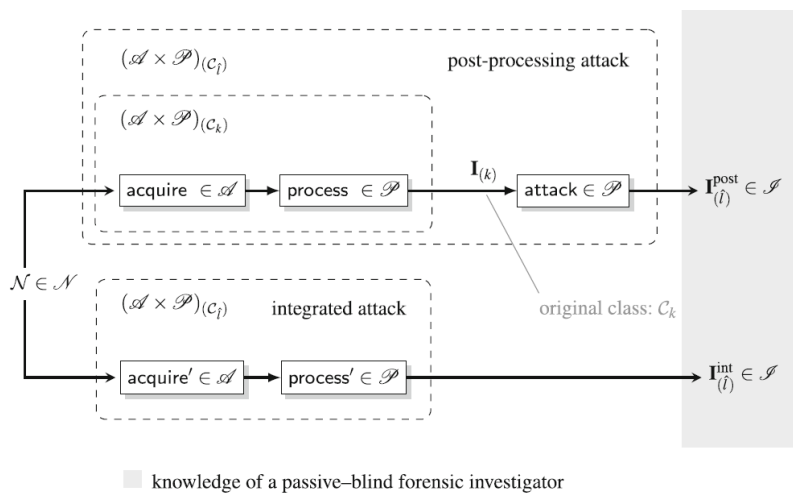 (𝒜 × 𝒫)(𝒞_l̂)
post-processing attack
(𝒜 × 𝒫)(𝒞_k)
I_(k)
acquire ∈ 𝒜
process ∈ 𝒫
attack ∈ 𝒫
I^post_(l̂) ∈ ℐ
𝒩 ∈ 𝒩
(𝒜 × 𝒫)(𝒞_l̂)
integrated attack
original class: 𝒞_k
acquire′ ∈ 𝒜
process′ ∈ 𝒫
I^int_(l̂) ∈ ℐ
knowledge of a passive–blind forensic investigator